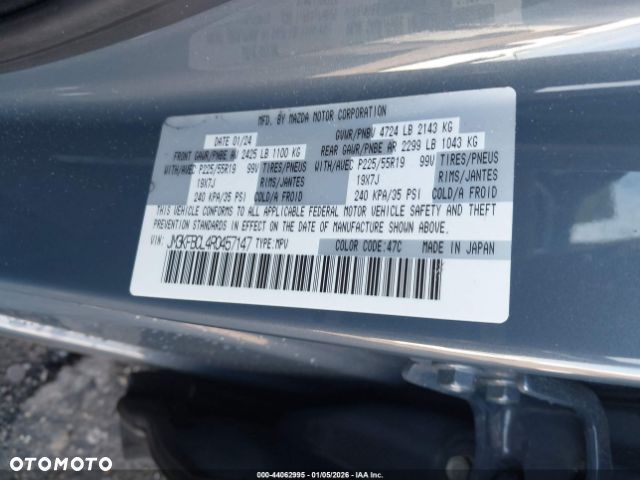 MFG. BY MAZDA MOTOR CORPORATION
DATE 01/24 GVWR/PNBV 4724 LB 2143 KG
FRONT GAWR/PNBE AV 2425 LB 1100 KG REAR GAWR/PNBE AR 2299 LB 1043 KG
WITH/AVEC P225/55R19 99V TIRES/PNEUS WITH/AVEC P225/55R19 99V TIRES/PNEUS
19X7J RIMS/JANTES 19X7J RIMS/JANTES
240 KPA/35 PSI COLD/A FROID 240 KPA/35 PSI COLD/A FROID
THIS VEHICLE CONFORMS TO ALL APPLICABLE FEDERAL MOTOR VEHICLE SAFETY AND THEFT
PREVENTION STANDARDS IN EFFECT ON THE DATE OF MANUFACTURE SHOWN ABOVE.
VIN: JM3KFBCL4R0457147 TYPE:MPV COLOR CODE:47C MADE IN JAPAN
OTOMOTO
000-44062995 - 01/05/2026 - IAA Inc.